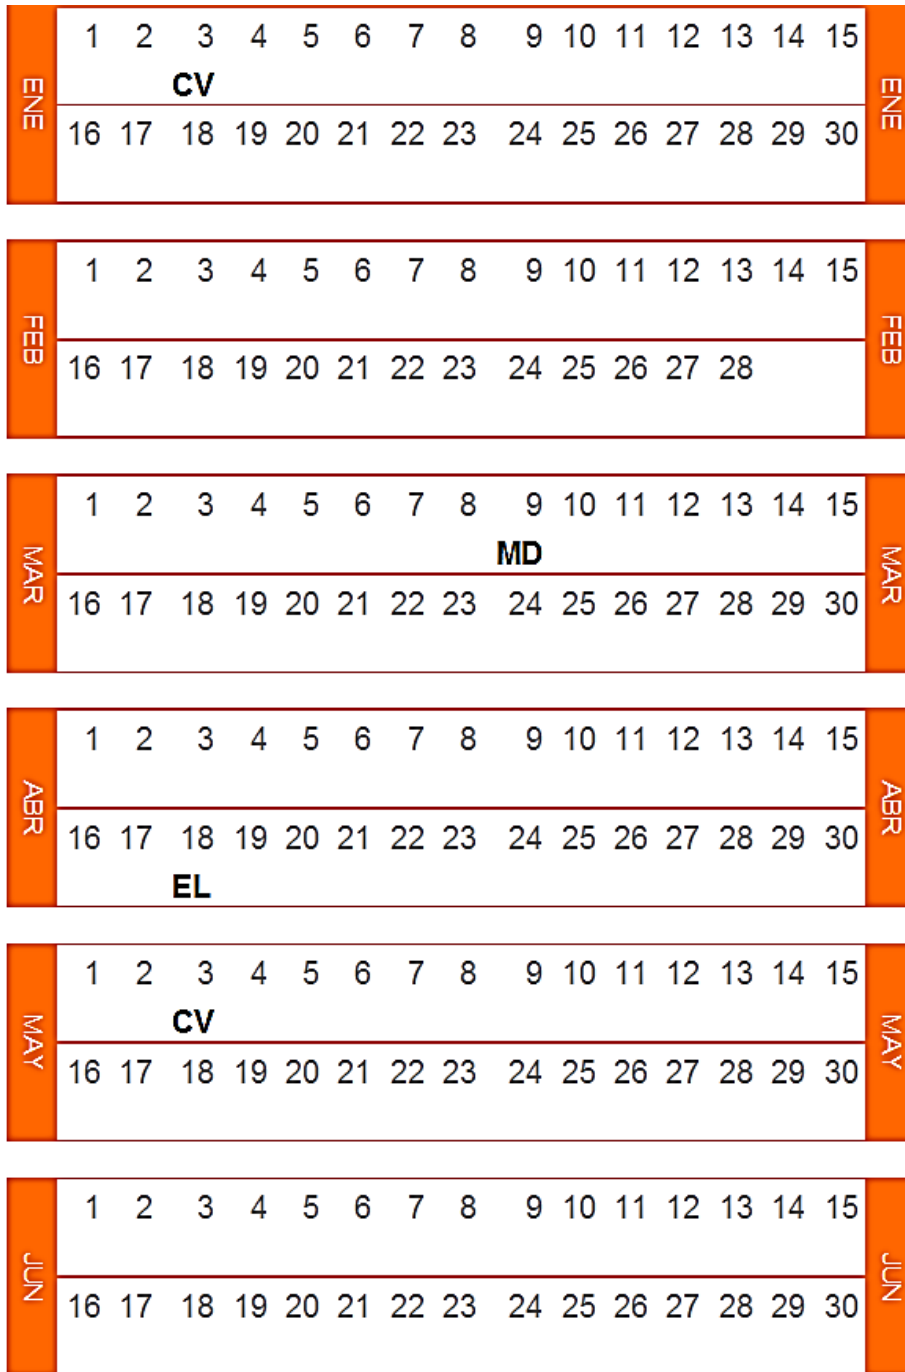 ENE
1 2 3 4 5 6 7 8 9 10 11 12 13 14 15
CV
16 17 18 19 20 21 22 23 24 25 26 27 28 29 30
ENE
FEB
1 2 3 4 5 6 7 8 9 10 11 12 13 14 15
16 17 18 19 20 21 22 23 24 25 26 27 28
FEB
MAR
1 2 3 4 5 6 7 8 9 10 11 12 13 14 15
MD
16 17 18 19 20 21 22 23 24 25 26 27 28 29 30
MAR
ABR
1 2 3 4 5 6 7 8 9 10 11 12 13 14 15
16 17 18 19 20 21 22 23 24 25 26 27 28 29 30
EL
ABR
MAY
1 2 3 4 5 6 7 8 9 10 11 12 13 14 15
CV
16 17 18 19 20 21 22 23 24 25 26 27 28 29 30
MAY
JUN
1 2 3 4 5 6 7 8 9 10 11 12 13 14 15
16 17 18 19 20 21 22 23 24 25 26 27 28 29 30
JUN